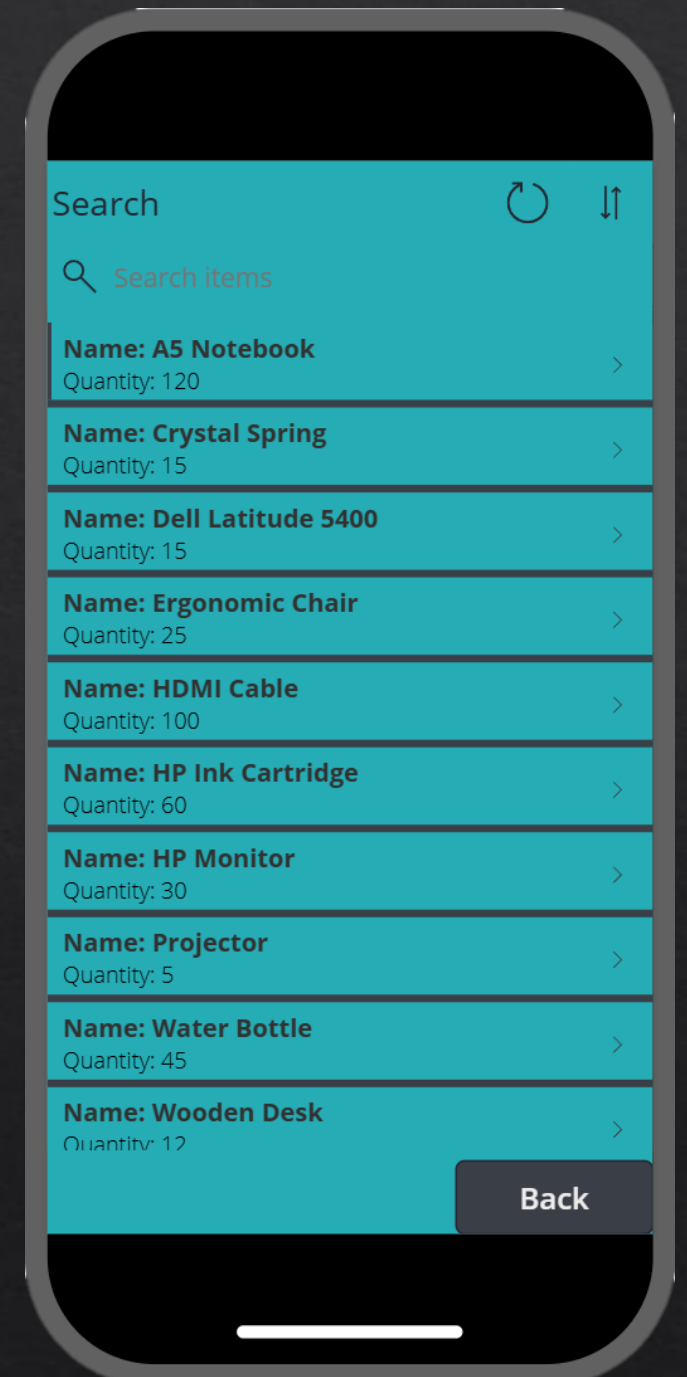 Search
Search items
Name: A5 Notebook
Quantity: 120
Name: Crystal Spring
Quantity: 15
Name: Dell Latitude 5400
Quantity: 15
Name: Ergonomic Chair
Quantity: 25
Name: HDMI Cable
Quantity: 100
Name: HP Ink Cartridge
Quantity: 60
Name: HP Monitor
Quantity: 30
Name: Projector
Quantity: 5
Name: Water Bottle
Quantity: 45
Name: Wooden Desk
Quantity: 12
Back